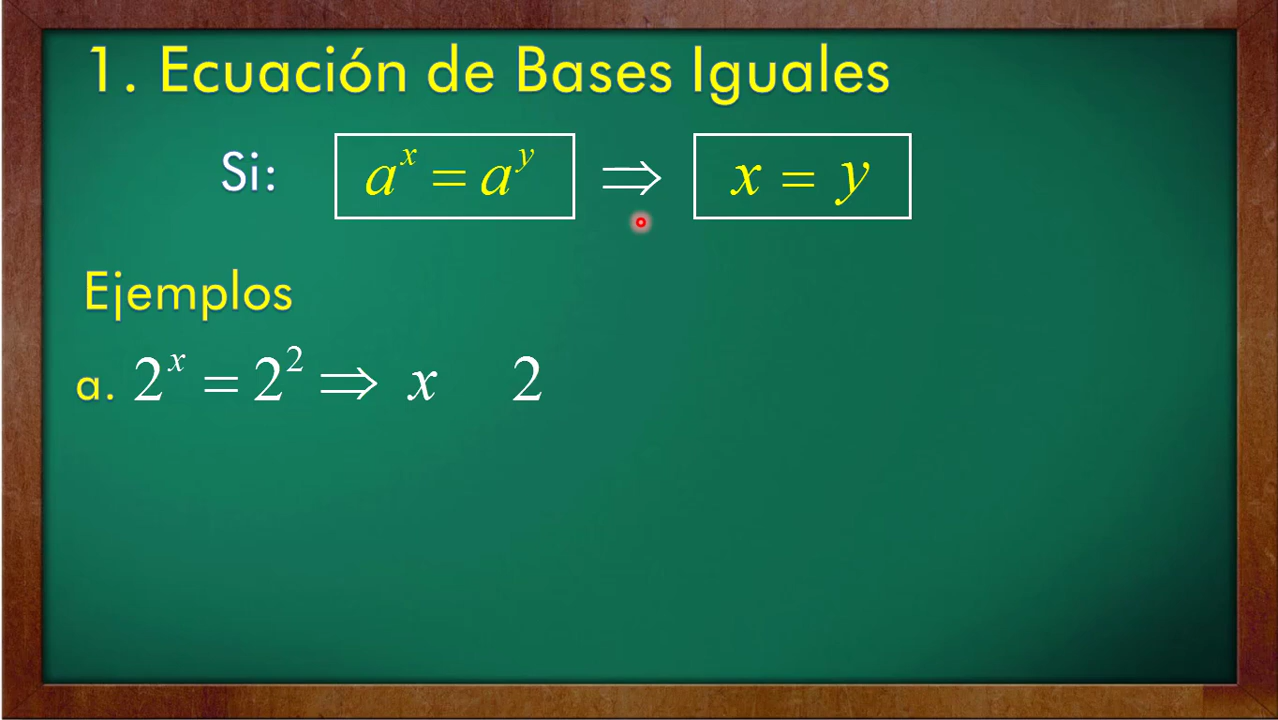 1. Ecuación de Bases Iguales
Si: a^x = a^y ⇒ x = y
Ejemplos
a. 2^x = 2^2 ⇒ x 2